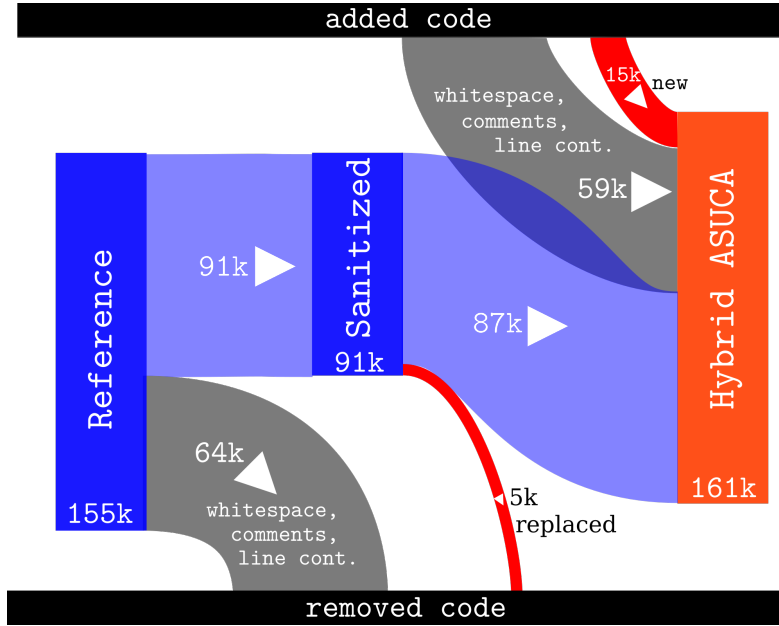 added code
15k
new
whitespace,
comments,
line cont.
59k
Reference
155k
91k
Sanitized
91k
87k
Hybrid ASUCA
161k
64k
whitespace,
comments,
line cont.
5k
replaced
removed code